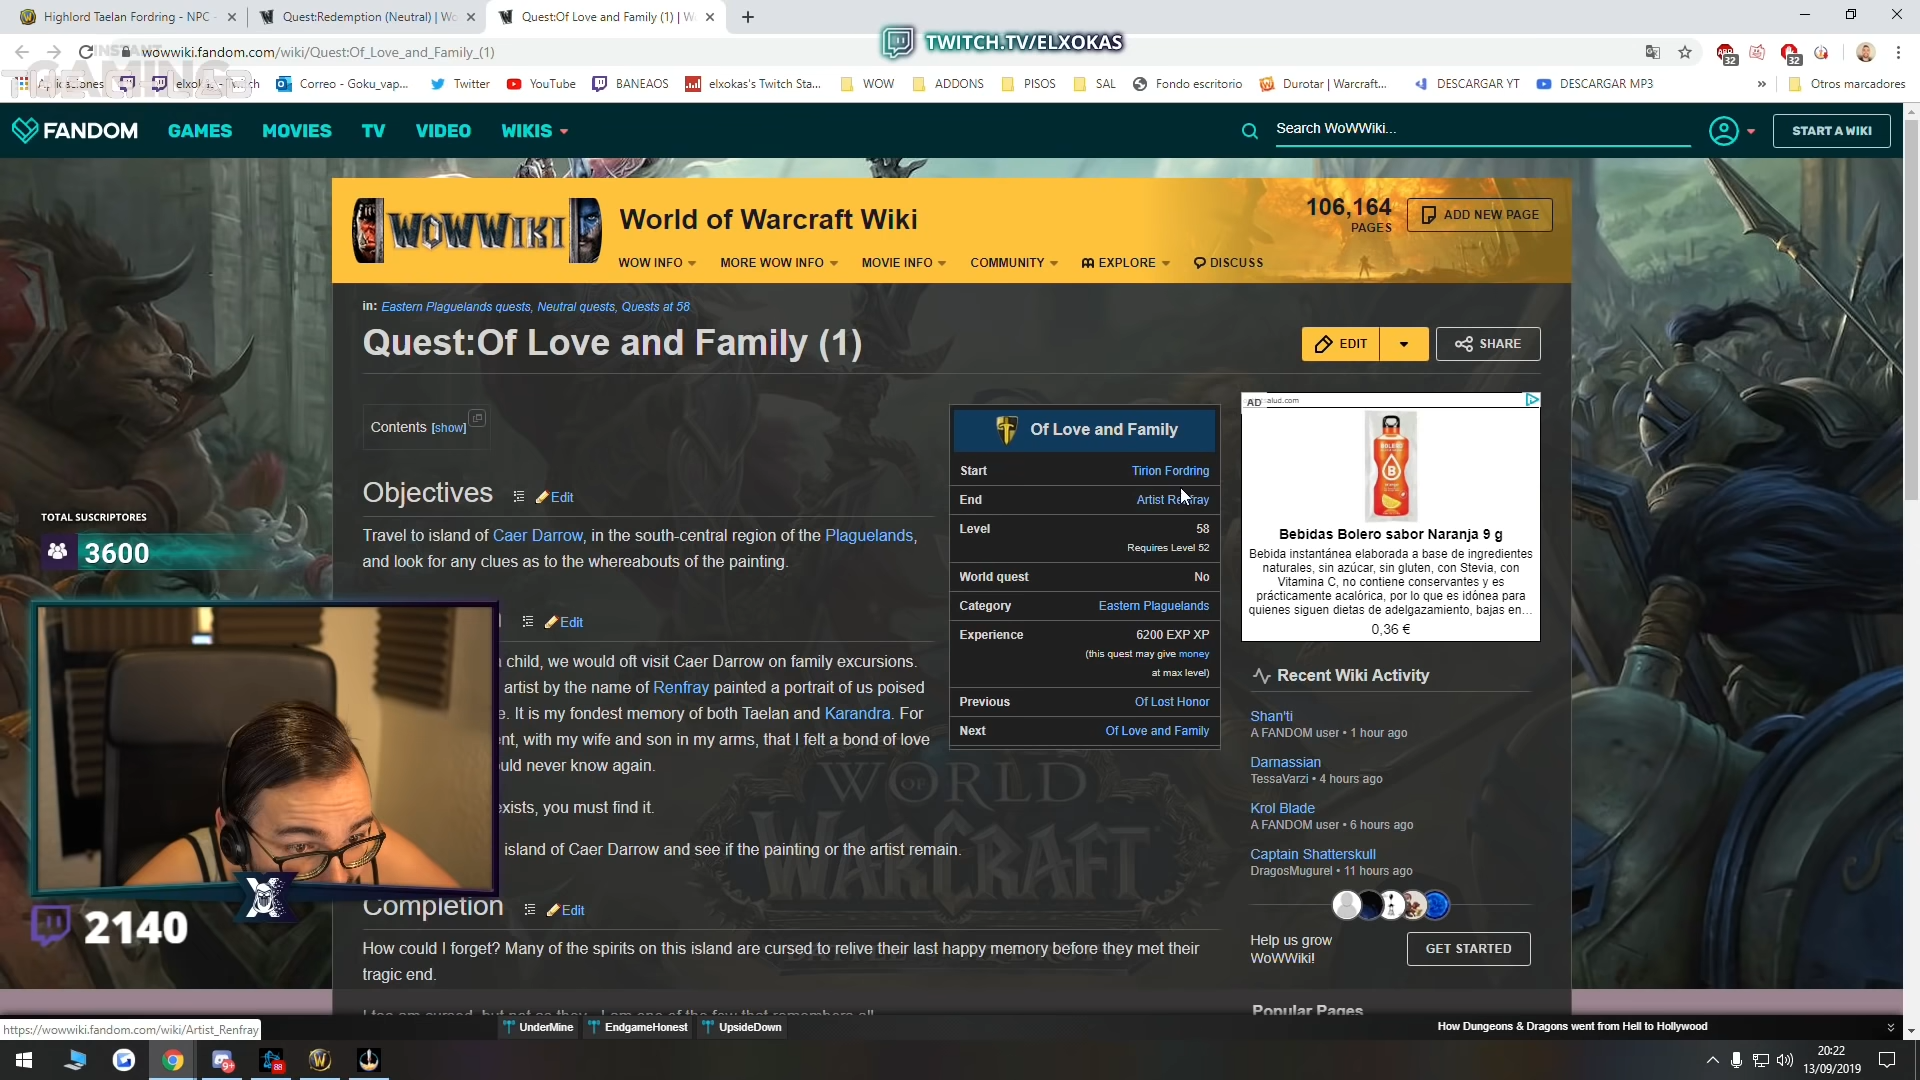 Highlord Taelan Fordring - NPC -
Quest:Redemption (Neutral) | Wo
Quest:Of Love and Family (1) | W
wowwiki.fandom.com/wiki/Quest:Of_Love_and_Family_(1)
TWITCH.TV/ELXOKAS
32
32
Correo - Goku_vap...
Twitter
YouTube
BANEAOS
elxokas's Twitch Sta...
WOW
ADDONS
PISOS
SAL
Fondo escritorio
Durotar | Warcraft...
DESCARGAR YT
DESCARGAR MP3
»
Otros marcadores
FANDOM
GAMES
MOVIES
TV
VIDEO
WIKIS
Search WoWWiki...
START A WIKI
WOWWIKI
World of Warcraft Wiki
106,164
PAGES
ADD NEW PAGE
WOW INFO
MORE WOW INFO
MOVIE INFO
COMMUNITY
EXPLORE
DISCUSS
in: Eastern Plaguelands quests, Neutral quests, Quests at 58
Quest:Of Love and Family (1)
EDIT
SHARE
Contents [show]
Objectives
Edit
Travel to island of Caer Darrow, in the south-central region of the Plaguelands,
and look for any clues as to the whereabouts of the painting.
Edit
child, we would oft visit Caer Darrow on family excursions.
artist by the name of Renfray painted a portrait of us poised
e. It is my fondest memory of both Taelan and Karandra. For
nt, with my wife and son in my arms, that I felt a bond of love
uld never know again.
exists, you must find it.
island of Caer Darrow and see if the painting or the artist remain.
Completion
Edit
How could I forget? Many of the spirits on this island are cursed to relive their last happy memory before they met their
tragic end.
Of Love and Family
Start
Tirion Fordring
End
Artist Renfray
Level
58
Requires Level 52
World quest
No
Category
Eastern Plaguelands
Experience
6200 EXP XP
(this quest may give money
at max level)
Previous
Of Lost Honor
Next
Of Love and Family
WORLD
OF
WARCRAFT
AD
alud.com
Bebidas Bolero sabor Naranja 9 g
Bebida instantánea elaborada a base de ingredientes
naturales, sin azúcar, sin gluten, con Stevia, con
Vitamina C, no contiene conservantes y es
prácticamente acalórica, por lo que es idónea para
quienes siguen dietas de adelgazamiento, bajas en...
0,36 €
Recent Wiki Activity
Shan'ti
A FANDOM user • 1 hour ago
Darnassian
TessaVarzi • 4 hours ago
Krol Blade
A FANDOM user • 6 hours ago
Captain Shatterskull
DragosMugurel • 11 hours ago
Help us grow
WoWWiki!
GET STARTED
Popular Pages
TOTAL SUSCRIPTORES
3600
2140
https://wowwiki.fandom.com/wiki/Artist_Renfray
UnderMine
EndgameHonest
UpsideDown
How Dungeons & Dragons went from Hell to Hollywood
9+
88
20:22
13/09/2019